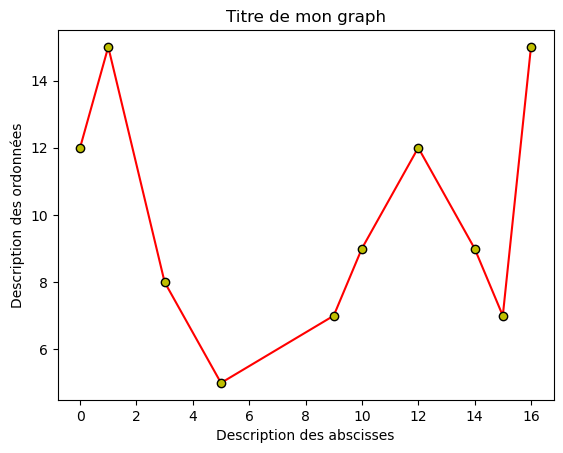 Titre de mon graph
14
12
10
8
6
Description des ordonnées
0 2 4 6 8 10 12 14 16
Description des abscisses